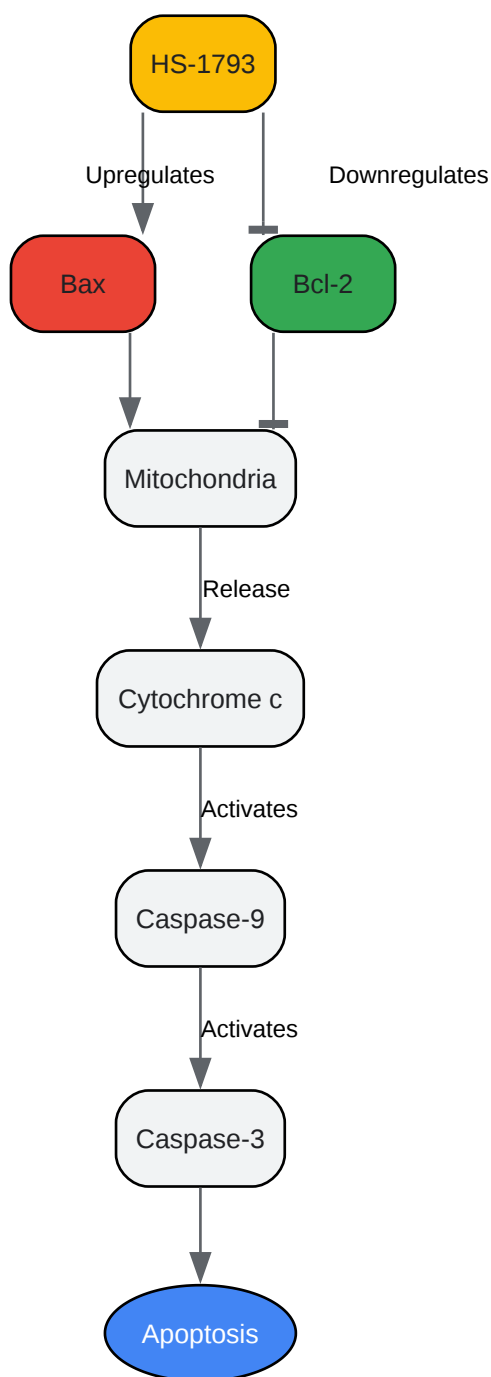 HS-1793
Upregulates
Downregulates
Bax
Bcl-2
Mitochondria
Release
Cytochrome c
Activates
Caspase-9
Activates
Caspase-3
Apoptosis